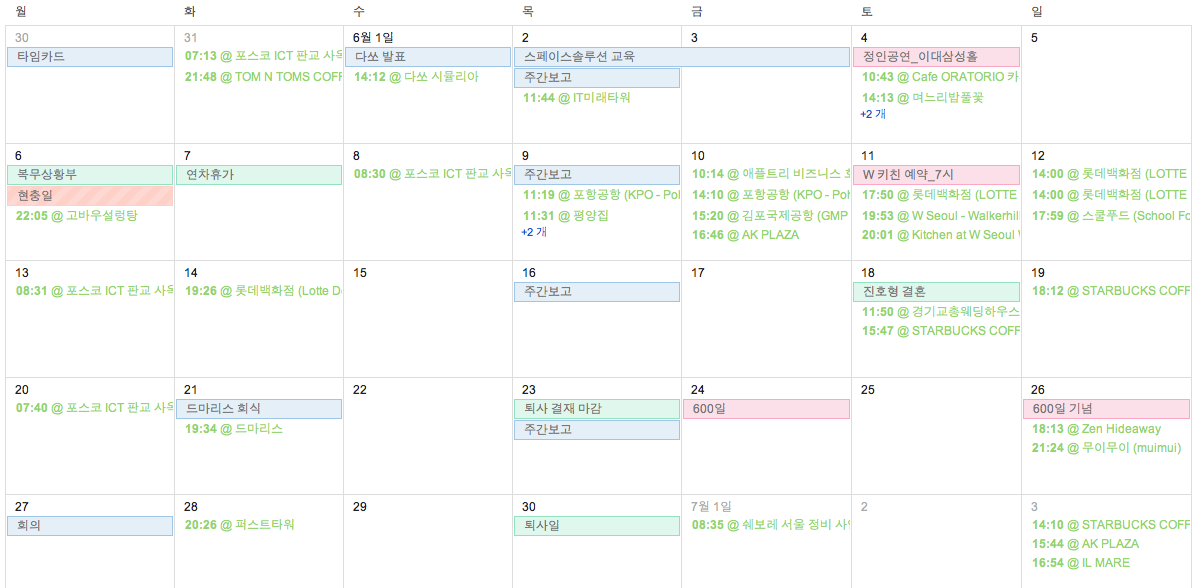 월 화 수 목 금 토 일
30 31 6월 1일 2 3 4 5
타임카드
07:13 @ 포스코 ICT 판교 사옥
21:48 @ TOM N TOMS COFF
다쏘 발표
14:12 @ 다쏘 시뮬리아
스페이스솔루션 교육
주간보고
11:44 @ IT미래타워
정인공연_이대삼성홀
10:43 @ Cafe ORATORIO 카
14:13 @ 며느리밥풀꽃
+2 개
6 7 8 9 10 11 12
복무상황부
현충일
22:05 @ 고바우설렁탕
연차휴가
08:30 @ 포스코 ICT 판교 사옥
주간보고
11:19 @ 포항공항 (KPO - Poh
11:31 @ 평양집
+2 개
10:14 @ 애플트리 비즈니스 호
14:10 @ 포항공항 (KPO - Poh
15:20 @ 김포국제공항 (GMP
16:46 @ AK PLAZA
W 키친 예약_7시
17:50 @ 롯데백화점 (LOTTE
19:53 @ W Seoul - Walkerhill
20:01 @ Kitchen at W Seoul W
14:00 @ 롯데백화점 (LOTTE
14:00 @ 롯데백화점 (LOTTE
17:59 @ 스쿨푸드 (School Fo
13 14 15 16 17 18 19
08:31 @ 포스코 ICT 판교 사옥
19:26 @ 롯데백화점 (Lotte De
주간보고
진호형 결혼
11:50 @ 경기교총웨딩하우스
15:47 @ STARBUCKS COFF
18:12 @ STARBUCKS COFF
20 21 22 23 24 25 26
07:40 @ 포스코 ICT 판교 사옥
드마리스 회식
19:34 @ 드마리스
퇴사 결재 마감
주간보고
600일
600일 기념
18:13 @ Zen Hideaway
21:24 @ 무이무이 (muimui)
27 28 29 30 7월 1일 2 3
회의
20:26 @ 퍼스트타워
퇴사일
08:35 @ 쉐보레 서울 정비 사업
14:10 @ STARBUCKS COFF
15:44 @ AK PLAZA
16:54 @ IL MARE